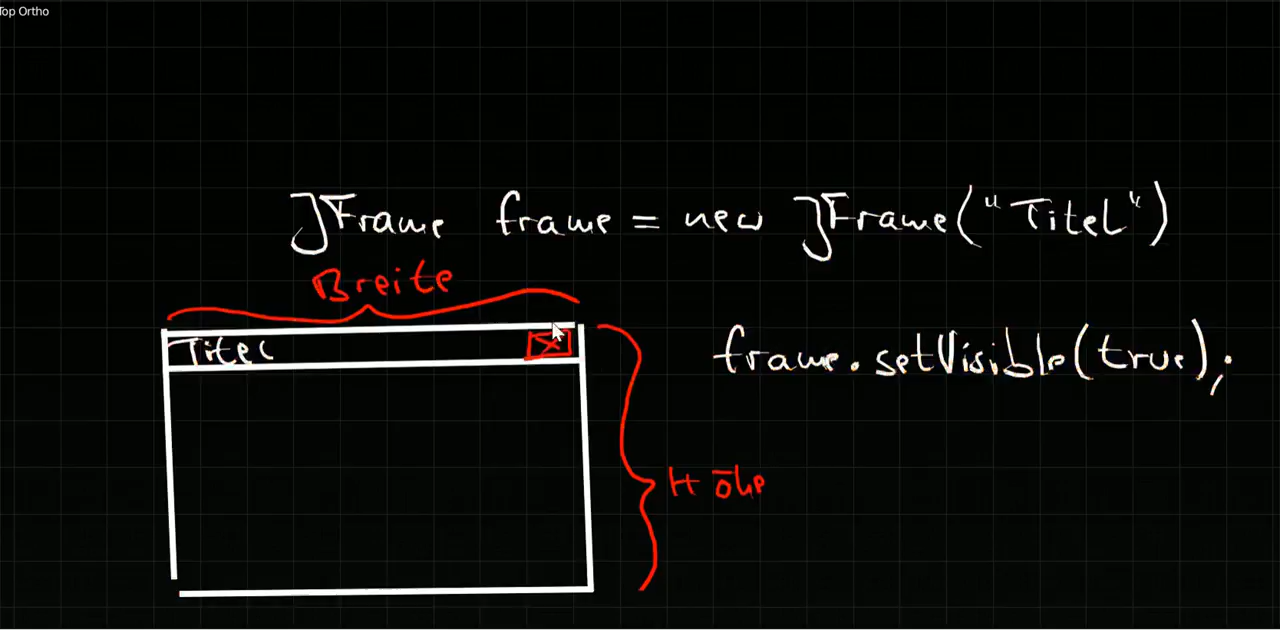 Top Ortho
JFrame frame = new JFrame("Titel")
Breite
Titel
frame.setVisible(true);
Höhe